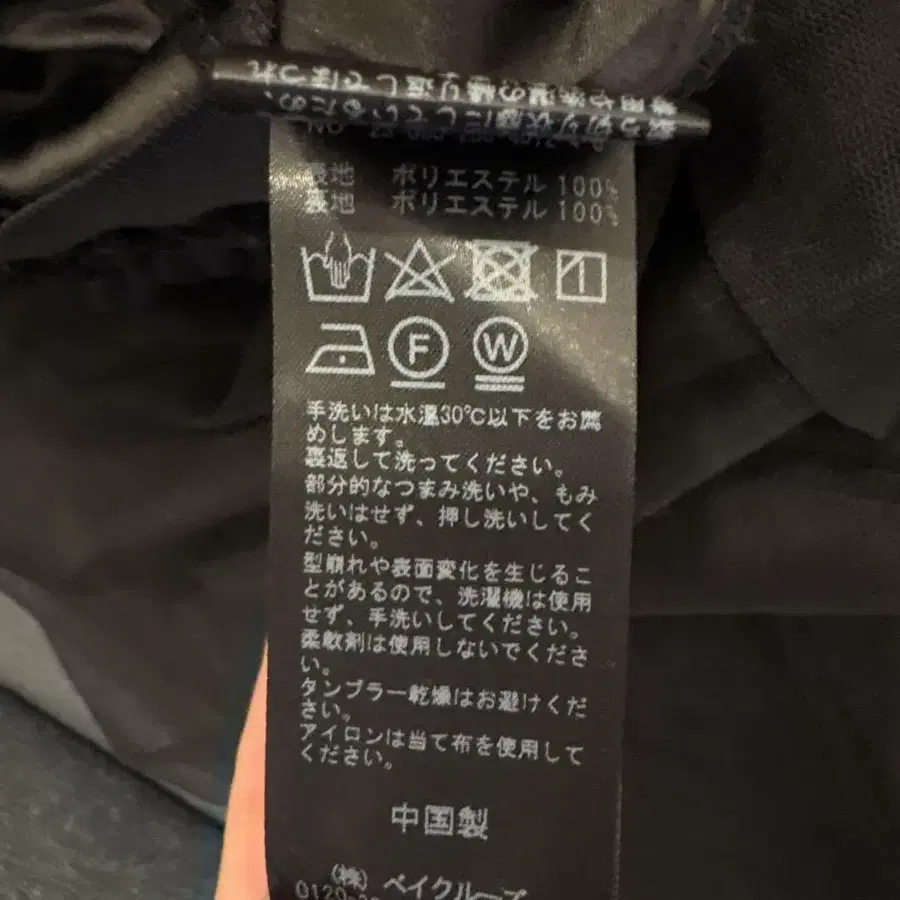 表地 ポリエステル 100%
裏地 ポリエステル 100%
F
W
手洗いは水温30℃以下をお薦
めします。
裏返して洗ってください。
部分的なつまみ洗いや、もみ
洗いはせず、押し洗いしてく
ださい。
型崩れや表面変化を生じるこ
とがあるので、洗濯機は使用
せず、手洗いしてください。
柔軟剤は使用しないでくださ
い。
タンブラー乾燥はお避けくだ
さい。
アイロンは当て布を使用して
ください。
中国製
(株) ベイクルーズ
0120-